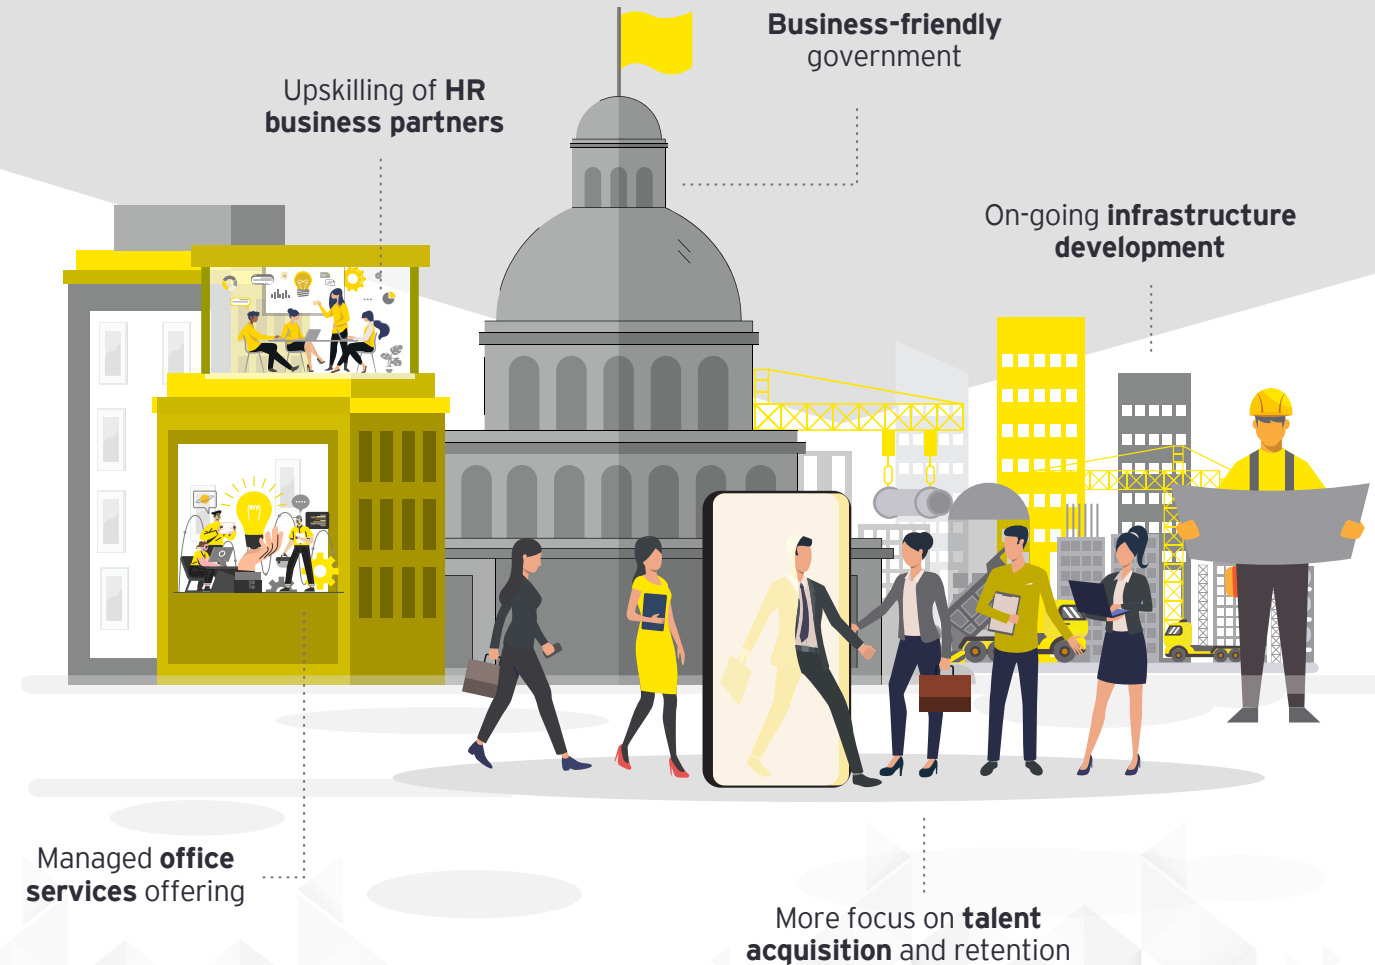 Business-friendly
government
Upskilling of HR
business partners
On-going infrastructure
development
Managed office
services offering
More focus on talent
acquisition and retention